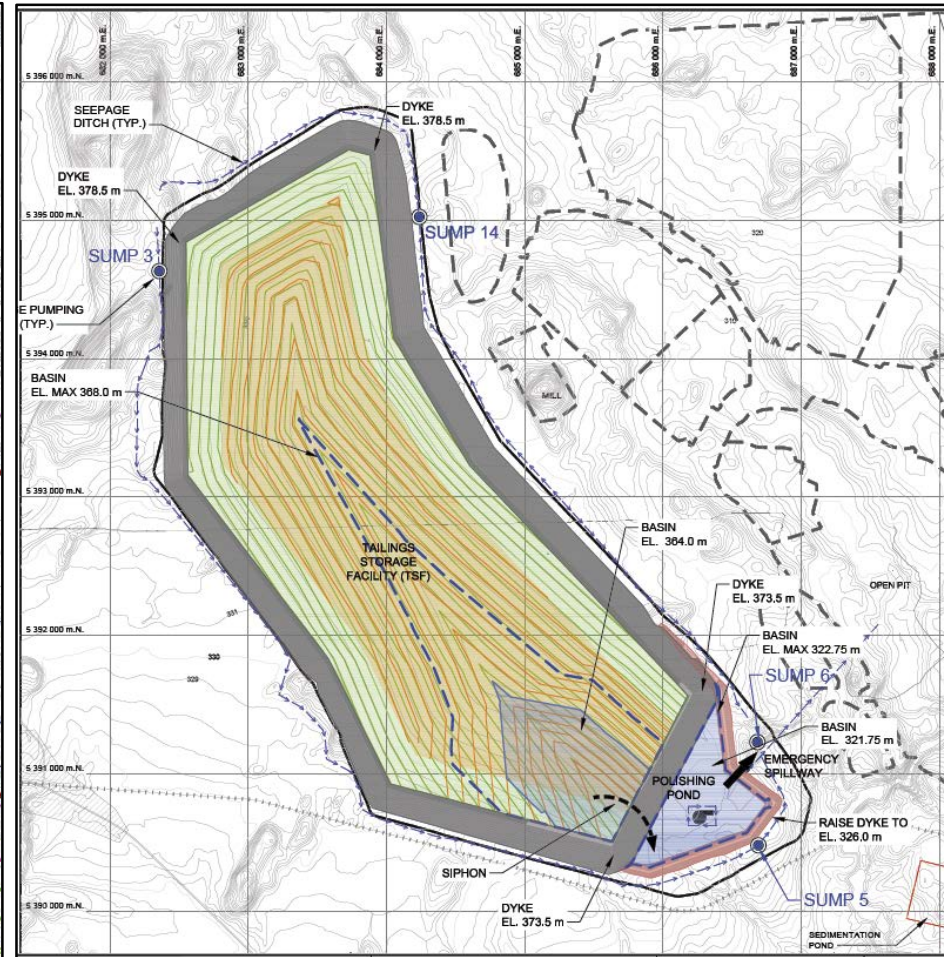 682 000 m.E.
683 000 m.E.
684 000 m.E.
685 000 m.E.
686 000 m.E.
687 000 m.E.
688 000 m.E.
5 396 000 m.N.
SEEPAGE
DITCH (TYP.)
DYKE
EL. 378.5 m
DYKE
EL. 378.5 m
5 395 000 m.N.
SUMP 14
320
SUMP 3
E PUMPING
(TYP.)
315
5 394 000 m.N.
BASIN
EL. MAX 368.0 m
MILL
5 393 000 m.N.
BASIN
EL. 364.0 m
TAILINGS
STORAGE
FACILITY (TSF)
DYKE
EL. 373.5 m
OPEN PIT
331
5 392 000 m.N.
BASIN
EL. MAX 322.75 m
330
SUMP 6
329
BASIN
EL. 321.75 m
5 391 000 m.N.
EMERGENCY
SPILLWAY
POLISHING
POND
RAISE DYKE TO
EL. 326.0 m
SIPHON
SUMP 5
DYKE
EL. 373.5 m
5 390 000 m.N.
SEDIMENTATION
POND